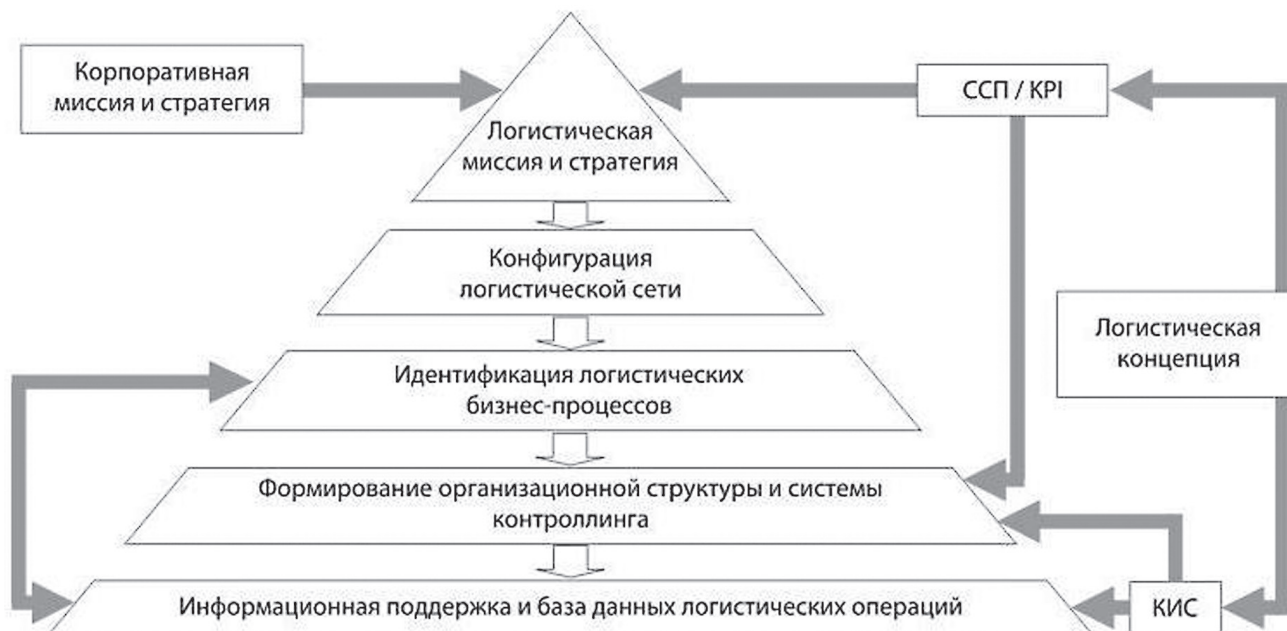 Корпоративная
миссия и стратегия
ССП / KPI
Логистическая
миссия и стратегия
Конфигурация
логистической сети
Логистическая
концепция
Идентификация логистических
бизнес-процессов
Формирование организационной структуры и системы
контроллинга
Информационная поддержка и база данных логистических операций
КИС